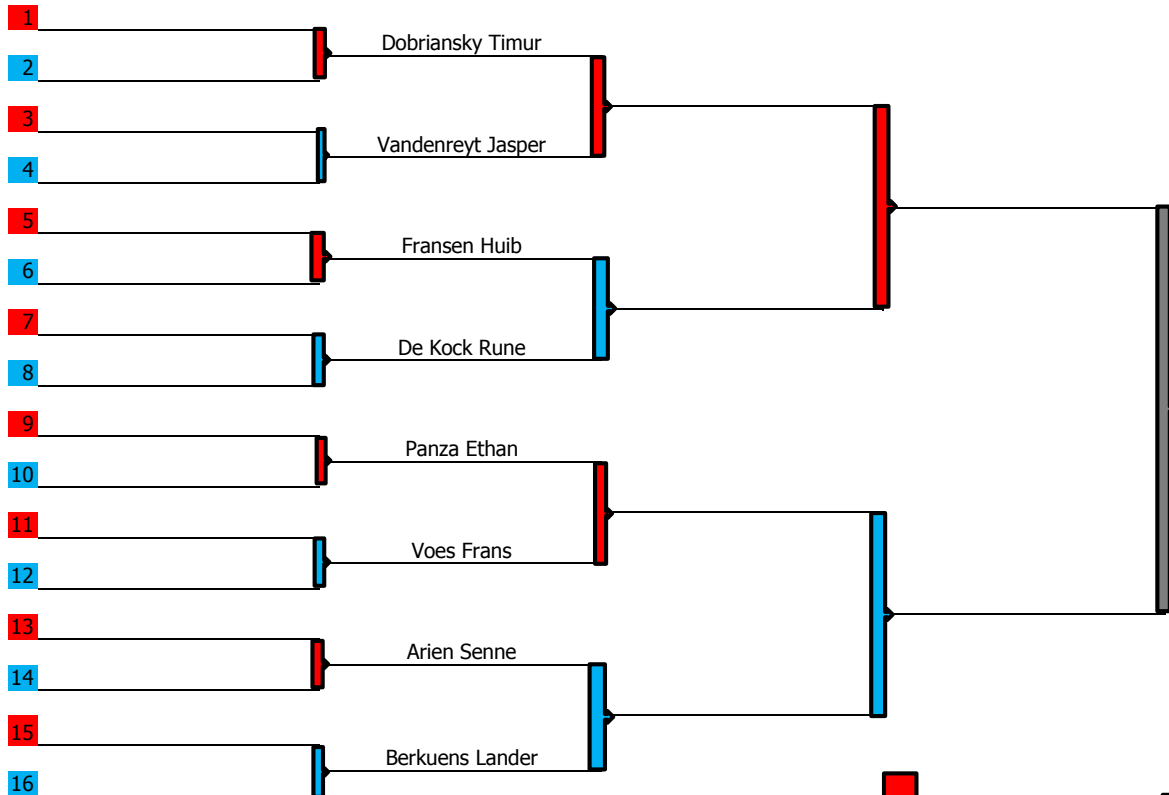 1
Dobriansky Timur
2
3
Vandenreyt Jasper
4
5
Fransen Huib
6
7
De Kock Rune
8
9
Panza Ethan
10
11
Voes Frans
12
13
Arien Senne
14
15
Berkuens Lander
16